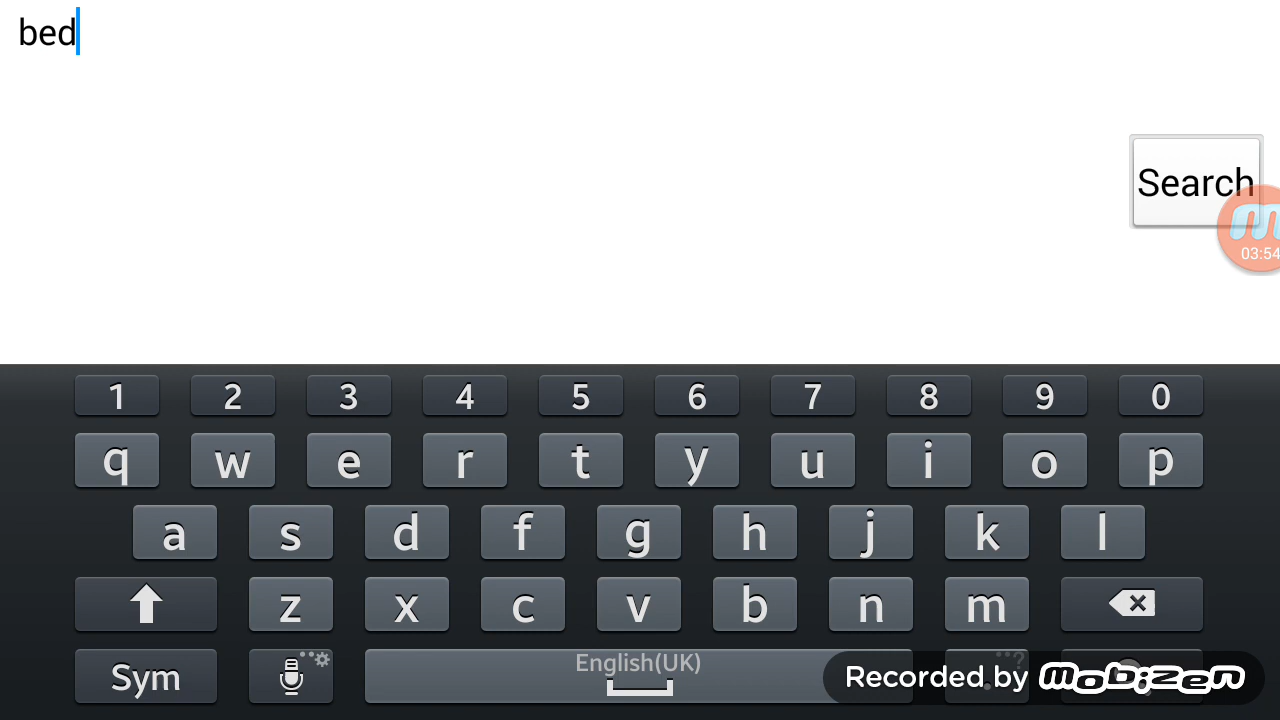 bed
Search
03:54
1 2 3 4 5 6 7 8 9 0
q w e r t y u i o p
a s d f g h j k l
z x c v b n m
Sym English(UK) ?
Recorded by mobizen